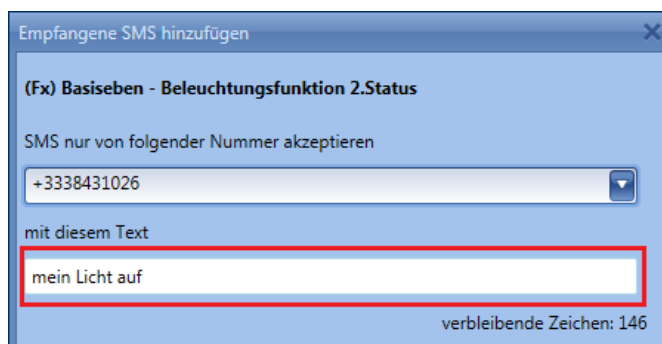 Empfangene SMS hinzufügen
(Fx) Basiseben - Beleuchtungsfunktion 2.Status
SMS nur von folgender Nummer akzeptieren
+3338431026
mit diesem Text
mein Licht auf
verbleibende Zeichen: 146